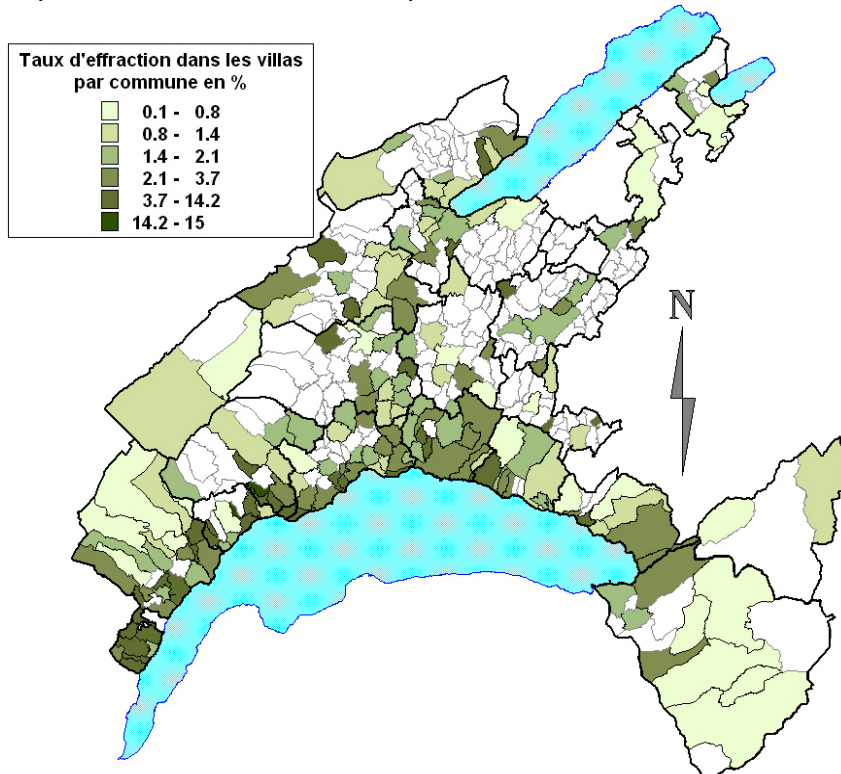 Taux d'effraction dans les villas
par commune en %
0.1 - 0.8
0.8 - 1.4
1.4 - 2.1
2.1 - 3.7
3.7 - 14.2
14.2 - 15
N